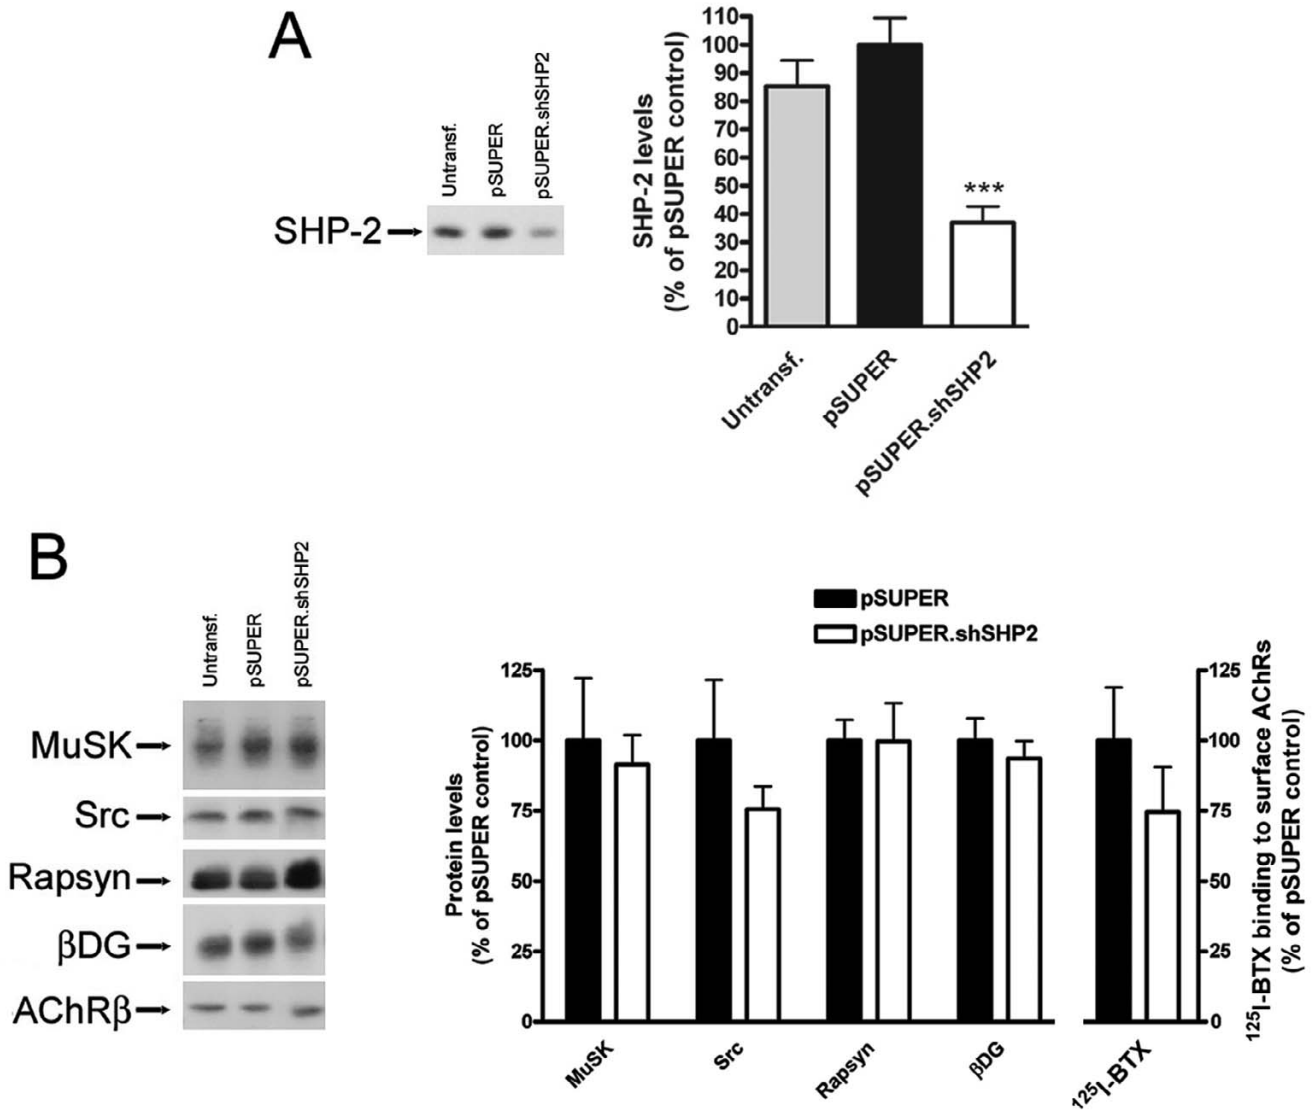 A
Untransf.
pSUPER
pSUPER.shSHP2
SHP-2
SHP-2 levels
(% of pSUPER control)
110
100
90
80
70
60
50
40
30
20
10
0
***
Untransf.
pSUPER
pSUPER.shSHP2
B
Untransf.
pSUPER
pSUPER.shSHP2
MuSK
Src
Rapsyn
βDG
AChRβ
pSUPER
pSUPER.shSHP2
Protein levels
(% of pSUPER control)
125
100
75
50
25
0
MuSK
Src
Rapsyn
βDG
125I-BTX
125
100
75
50
25
0
125I-BTX binding to surface AChRs
(% of pSUPER control)